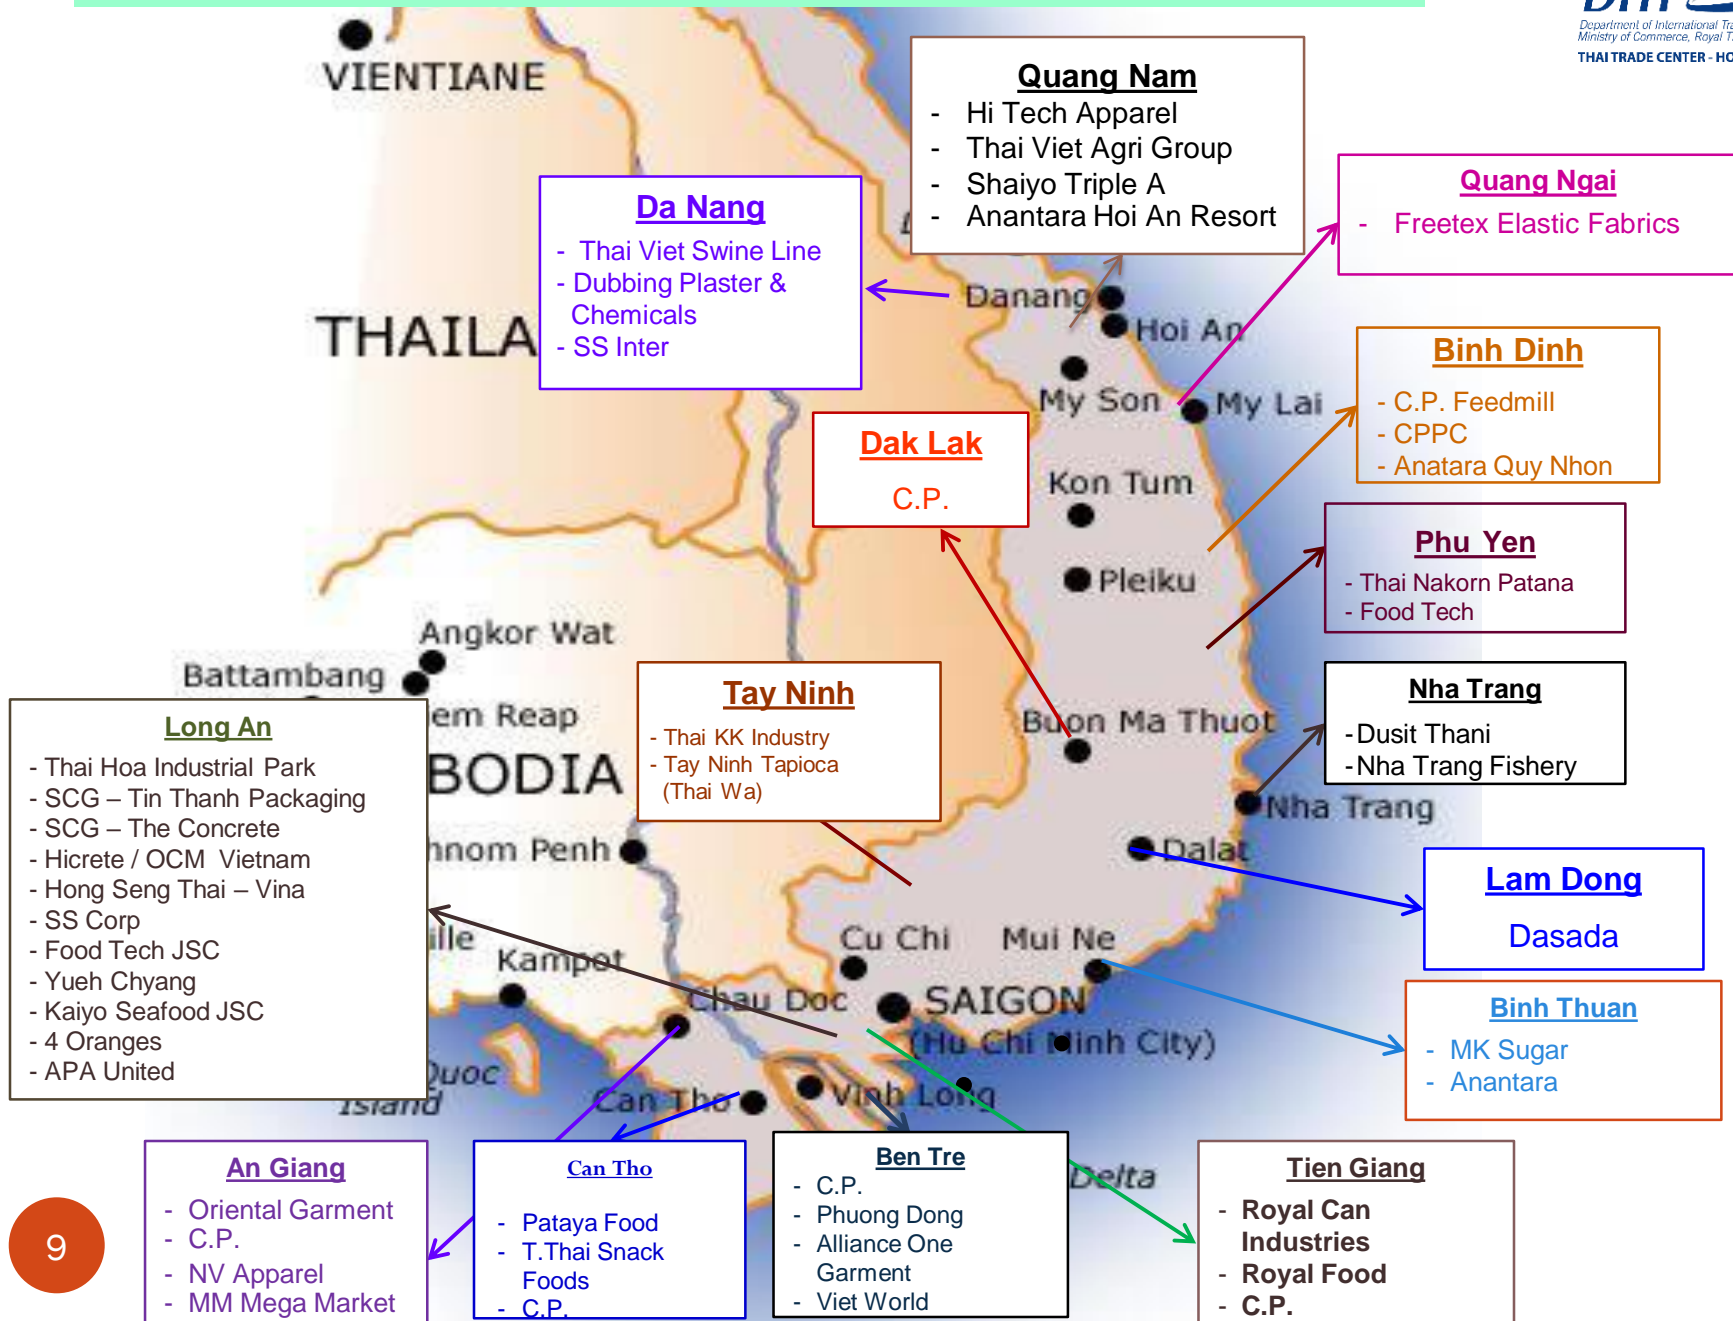 Department of International
Ministry of Commerce, Royal
THAI TRADE CENTER -
VIENTIANE
Quang Nam
- Hi Tech Apparel
- Thai Viet Agri Group
- Shaiyo Triple A
- Anantara Hoi An Resort
Quang Ngai
- Freetex Elastic Fabrics
Da Nang
- Thai Viet Swine Line
- Dubbing Plaster &
Chemicals
- SS Inter
THAILA
Danang
Hoi An
My Son
My Lai
Binh Dinh
- C.P. Feedmill
- CPPC
- Anatara Quy Nhon
Dak Lak
C.P.
Kon Tum
Pleiku
Phu Yen
- Thai Nakorn Patana
- Food Tech
Angkor Wat
Battambang
em Reap
BODIA
Tay Ninh
- Thai KK Industry
- Tay Ninh Tapioca
(Thai Wa)
Buon Ma Thuot
Nha Trang
-Dusit Thani
-Nha Trang Fishery
Nha Trang
Long An
- Thai Hoa Industrial Park
- SCG – Tin Thanh Packaging
- SCG – The Concrete
- Hicrete / OCM Vietnam
- Hong Seng Thai – Vina
- SS Corp
- Food Tech JSC
- Yueh Chyang
- Kaiyo Seafood JSC
- 4 Oranges
- APA United
hnom Penh
Dalat
Lam Dong
Dasada
ille
Kampot
Cu Chi
Mui Ne
Chau Doc
SAIGON
(Hu Chi Minh City)
Binh Thuan
- MK Sugar
- Anantara
Quoc
Island
Can Tho
Vinh Long
Delta
An Giang
- Oriental Garment
- C.P.
- NV Apparel
- MM Mega Market
Can Tho
- Pataya Food
- T.Thai Snack
Foods
- C.P.
Ben Tre
- C.P.
- Phuong Dong
- Alliance One
Garment
- Viet World
Tien Giang
- Royal Can
Industries
- Royal Food
- C.P.
9